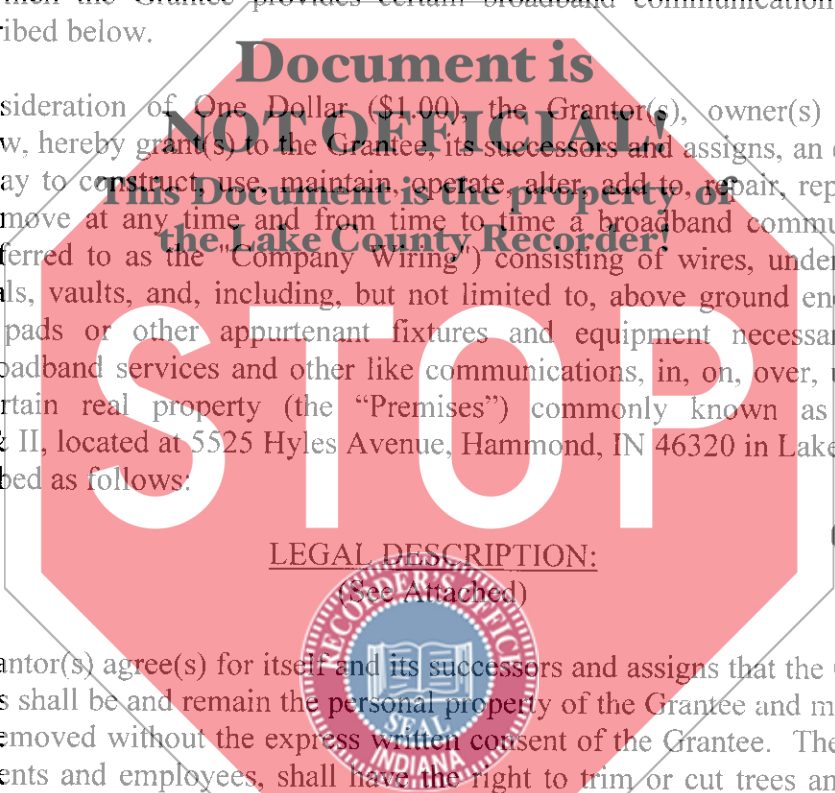 when the Grantee provides certain broadband communication
ribed below.
Document is
NOT OFFICIAL!
This Document is the property of
the Lake County Recorder!
STOP
sideration of One Dollar ($1.00), the Grantor(s), owner(s)
w, hereby grant(s) to the Grantee, its successors and assigns, an
ay to construct, use, maintain, operate, alter, add to, repair, rep
move at any time and from time to time a broadband commu
ferred to as the "Company Wiring") consisting of wires, under
ls, vaults, and, including, but not limited to, above ground en
pads or other appurtenant fixtures and equipment necessar
oadband services and other like communications, in, on, over, u
rtain real property (the “Premises”) commonly known as
& II, located at 5525 Hyles Avenue, Hammond, IN 46320 in Lake
bed as follows:
LEGAL DESCRIPTION:
(See Attached)
RECORDER'S OFFICE
SEAL
INDIANA
antor(s) agree(s) for itself and its successors and assigns that the
s shall be and remain the personal property of the Grantee and m
emoved without the express written consent of the Grantee. The
ents and employees, shall have the right to trim or cut trees an